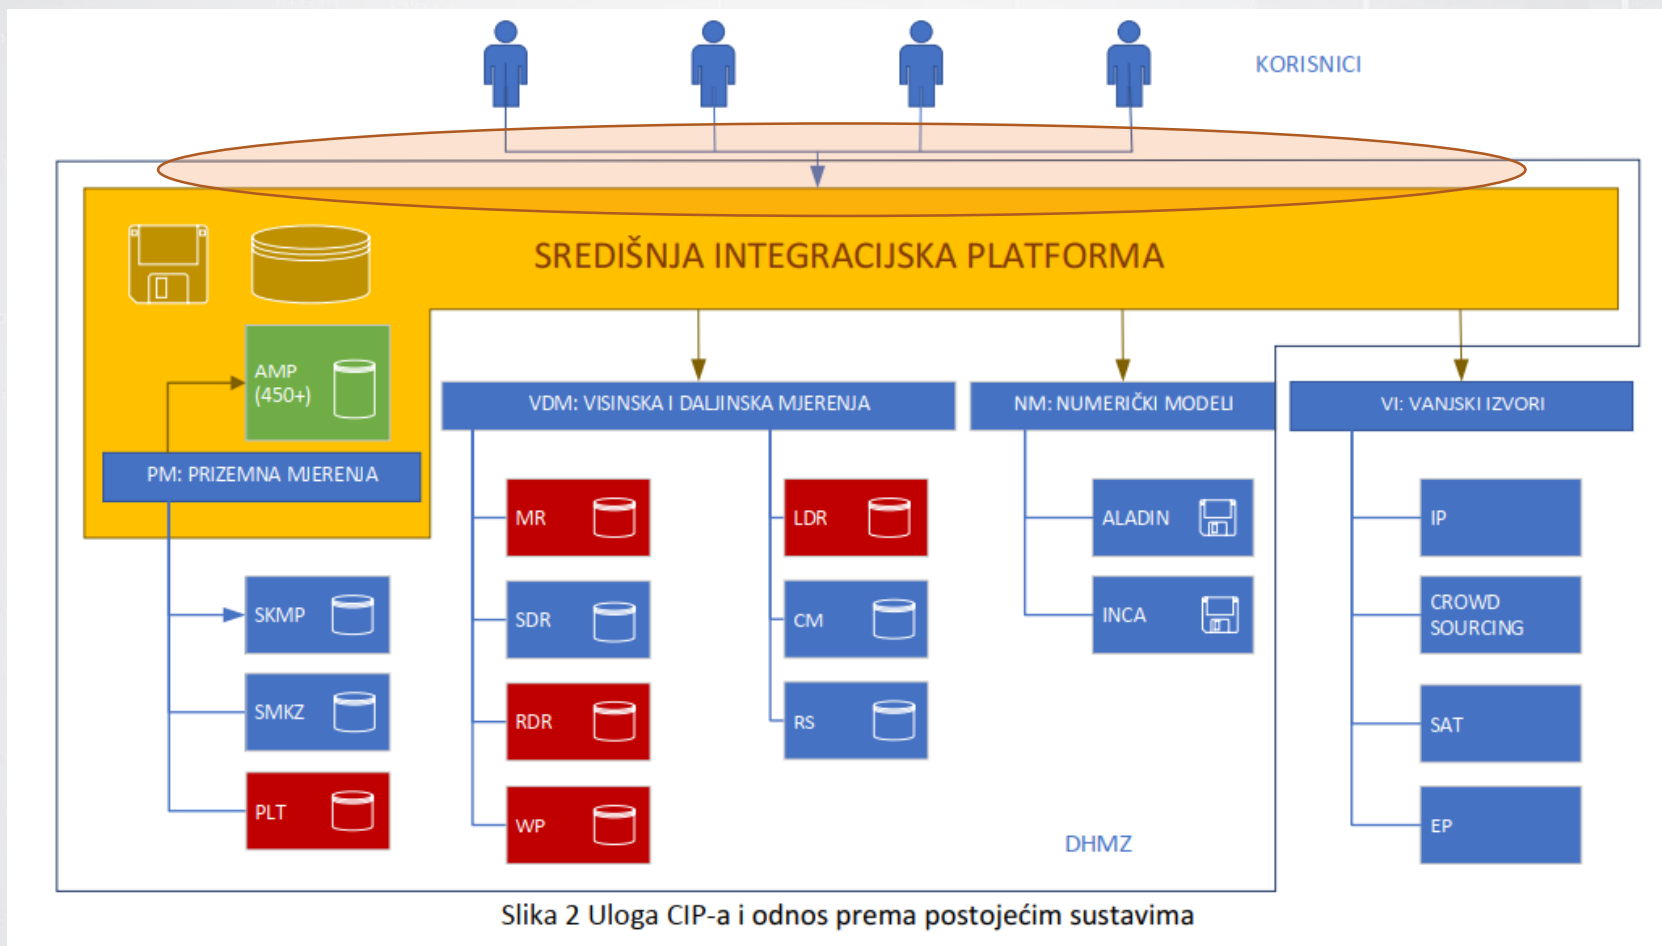 KORISNICI
SREDIŠNJA INTEGRACIJSKA PLATFORMA
AMP
(450+)
VDM: VISINSKA I DALJINSKA MJERENJA
NM: NUMERIČKI MODELI
VI: VANJSKI IZVORI
PM: PRIZEMNA MJERENJA
MR
LDR
ALADIN
IP
SKMP
SDR
CM
INCA
CROWD
SOURCING
SMKZ
RDR
RS
SAT
PLT
WP
EP
DHMZ
Slika 2 Uloga CIP-a i odnos prema postojećim sustavima